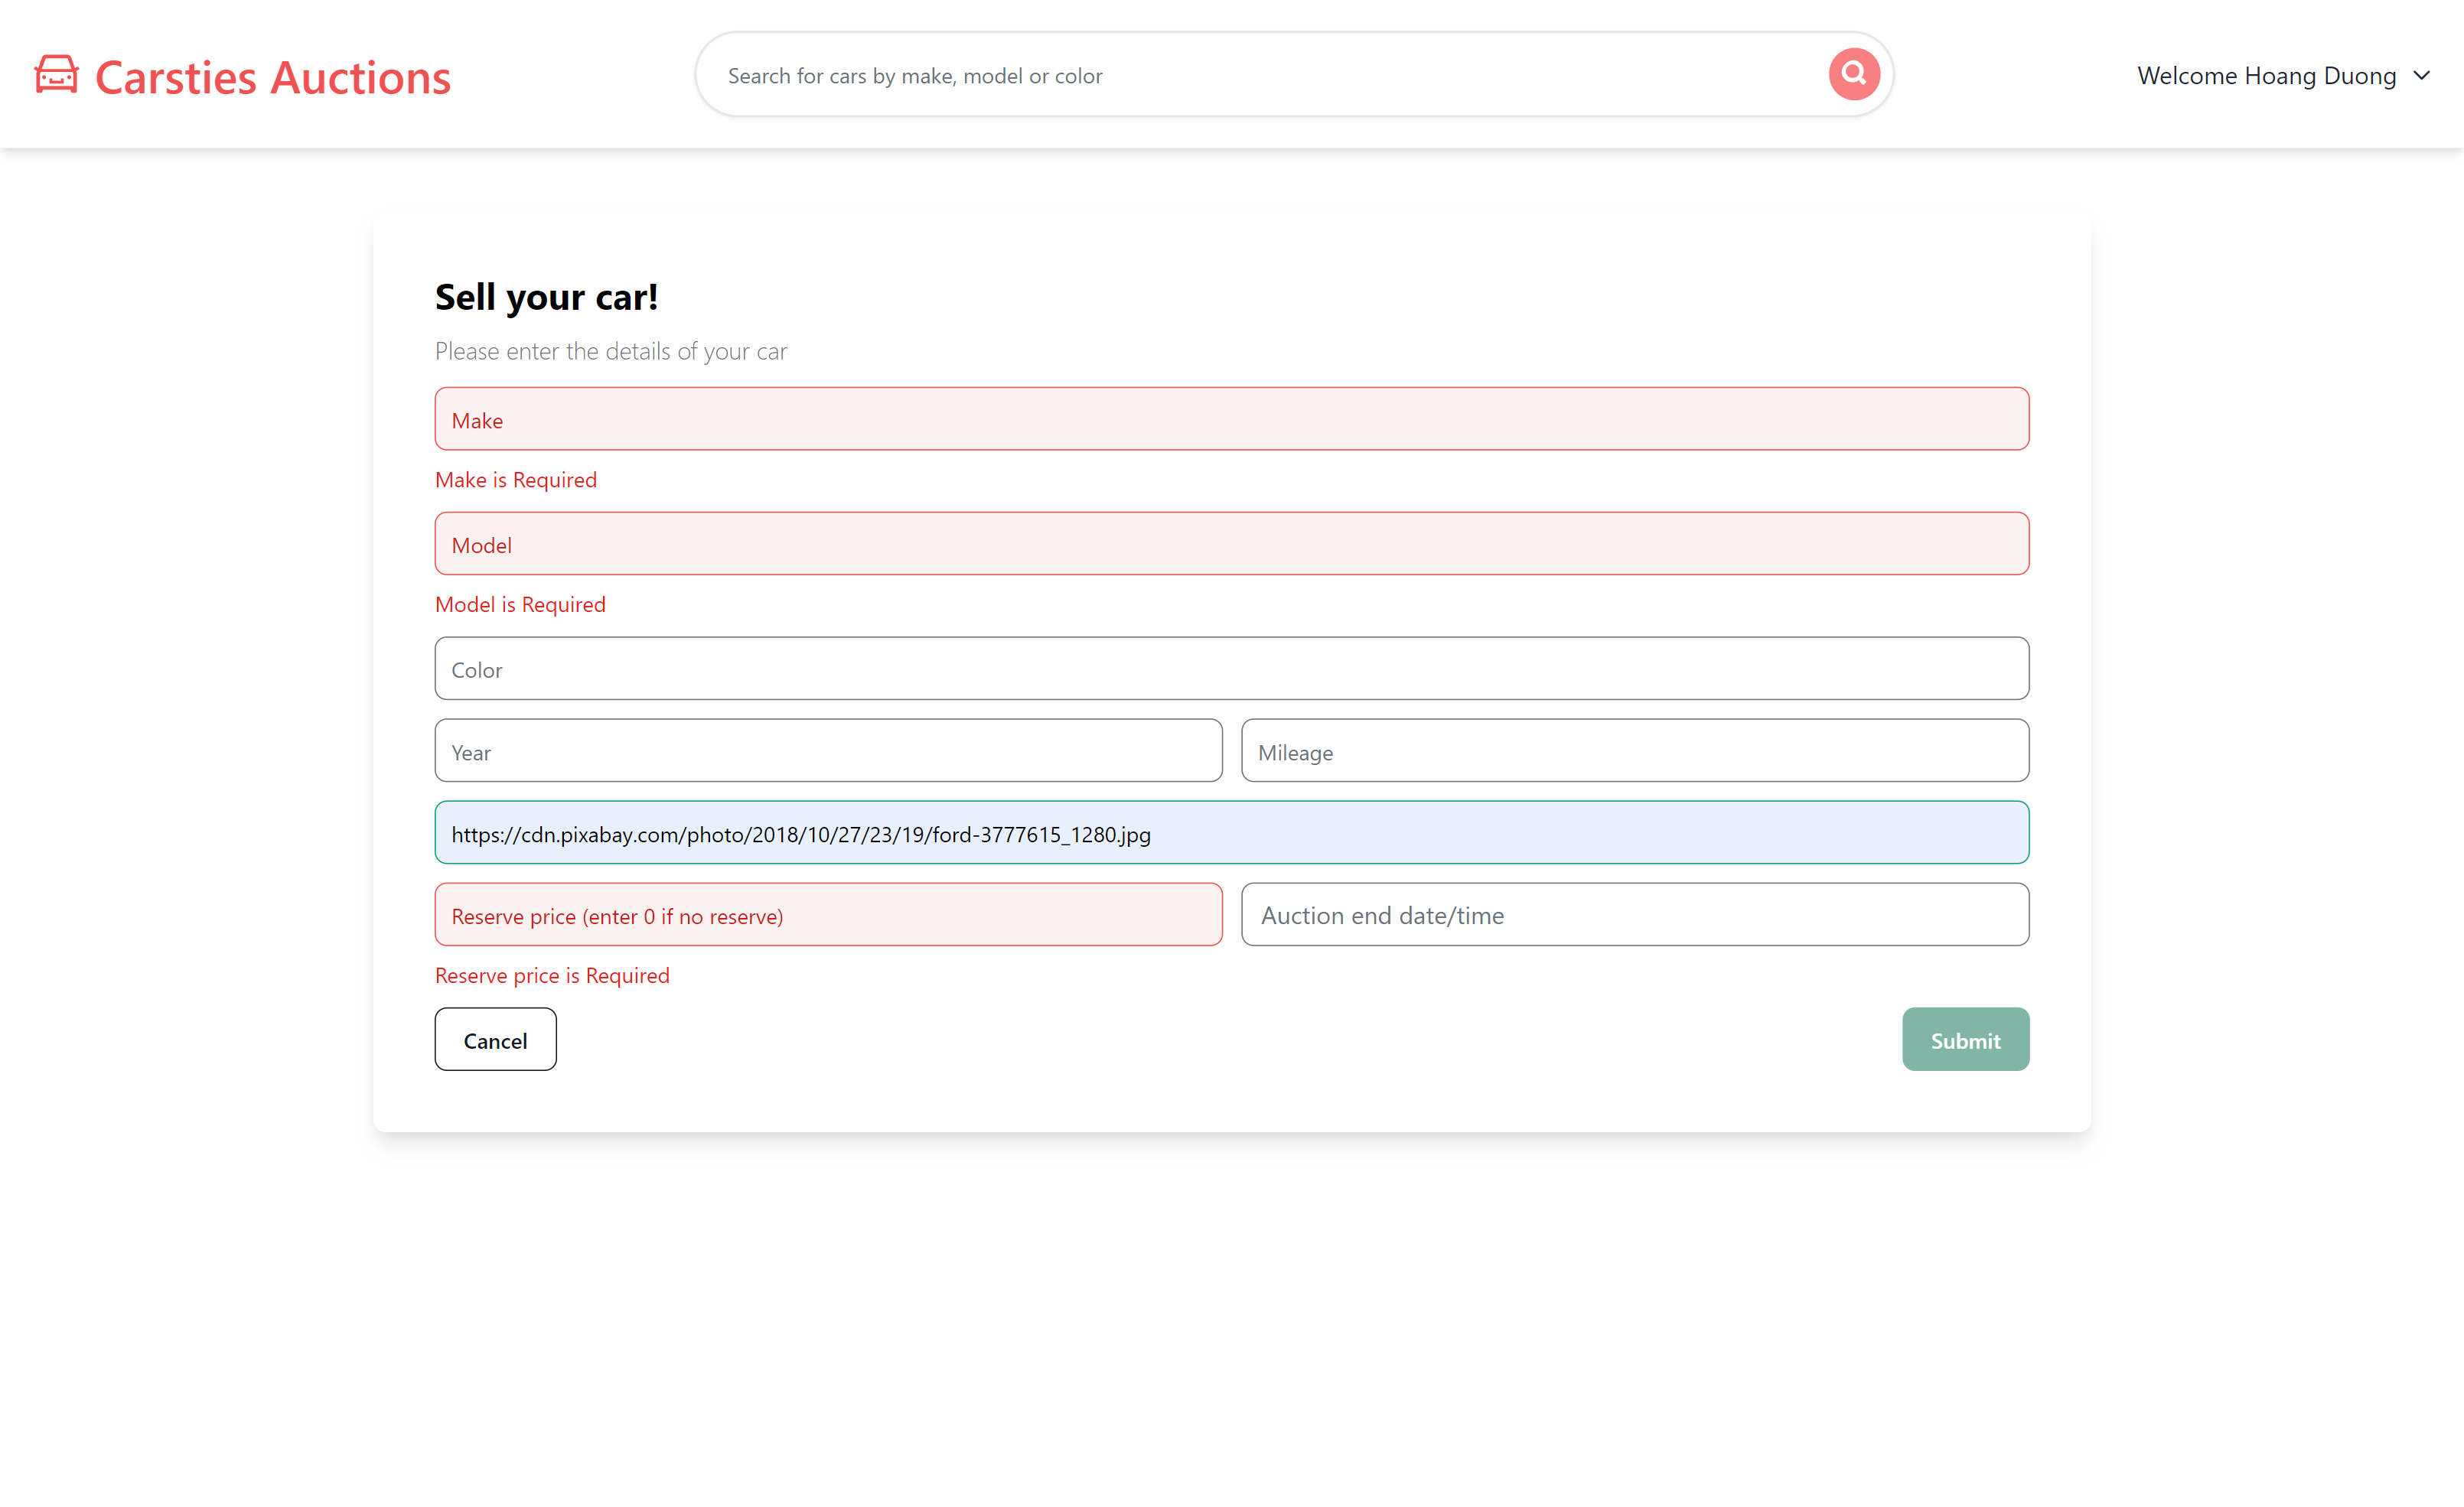 Carsties Auctions
Search for cars by make, model or color
Welcome Hoang Duong
Sell your car!
Please enter the details of your car
Make
Make is Required
Model
Model is Required
Color
Year
Mileage
https://cdn.pixabay.com/photo/2018/10/27/23/19/ford-3777615_1280.jpg
Reserve price (enter 0 if no reserve)
Auction end date/time
Reserve price is Required
Cancel
Submit